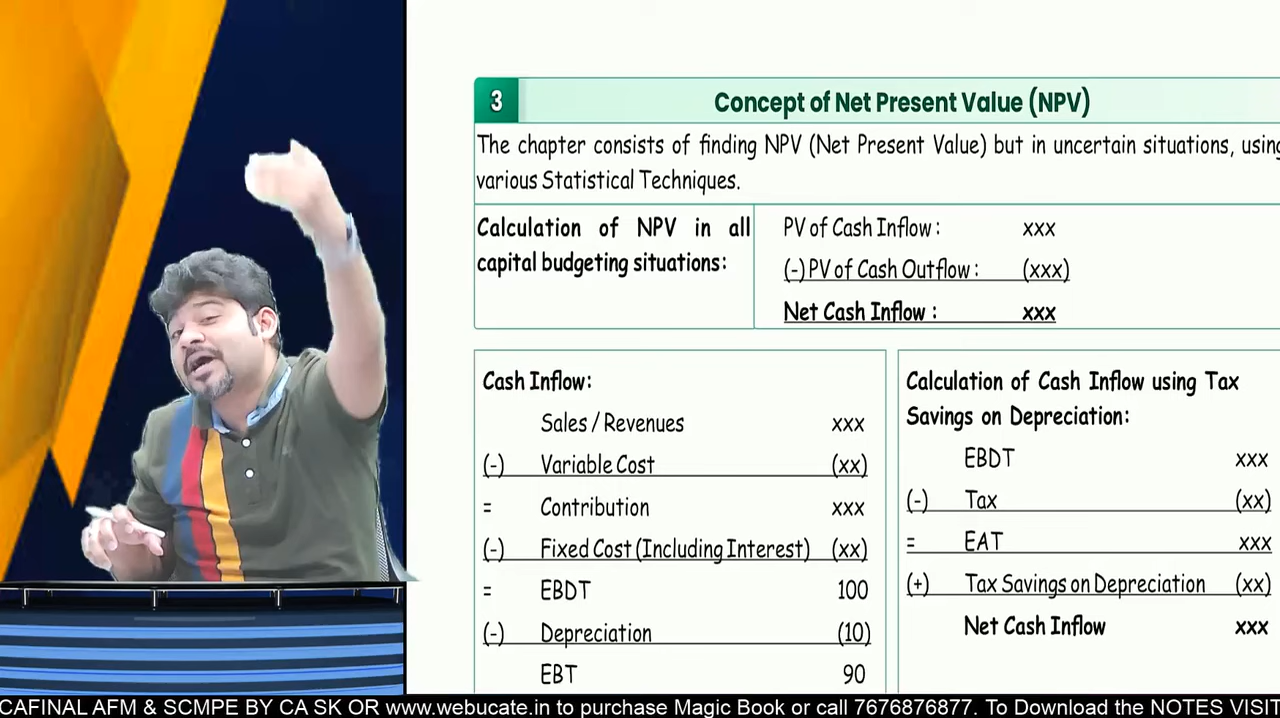 3 Concept of Net Present Value (NPV)
The chapter consists of finding NPV (Net Present Value) but in uncertain situations, using
various Statistical Techniques.
Calculation of NPV in all
capital budgeting situations:
PV of Cash Inflow : xxx
(-) PV of Cash Outflow : (xxx)
Net Cash Inflow : xxx
Cash Inflow:
Sales / Revenues xxx
(-) Variable Cost (xx)
= Contribution xxx
(-) Fixed Cost (Including Interest) (xx)
= EBDT 100
(-) Depreciation (10)
EBT 90
Calculation of Cash Inflow using Tax
Savings on Depreciation:
EBDT xxx
(-) Tax (xx)
= EAT xxx
(+) Tax Savings on Depreciation (xx)
Net Cash Inflow xxx
CAFINAL AFM & SCMPE BY CA SK OR www.webucate.in to purchase Magic Book or call 7676876877. To Download the NOTES VISIT